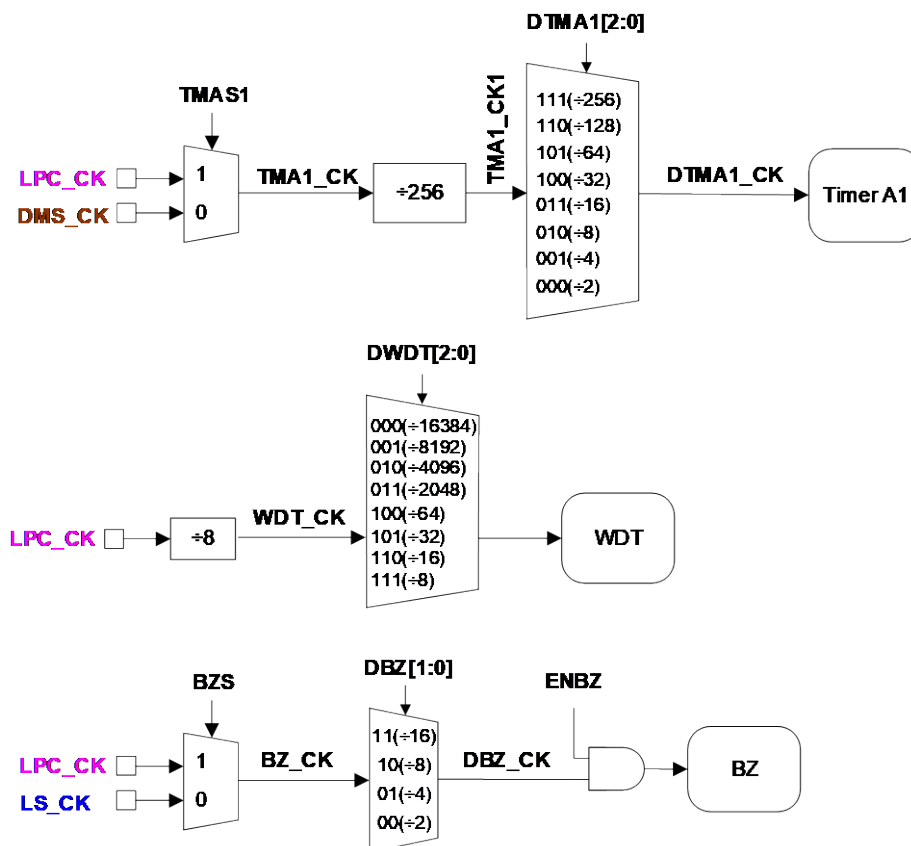 DTMA1[2:0]
TMAS1
TMA1_CK1
111(÷256)
110(÷128)
101(÷64)
100(÷32)
011(÷16)
010(÷8)
001(÷4)
000(÷2)
LPC_CK
1
TMA1_CK
÷256
DTMA1_CK
Timer A1
DMS_CK
0
DWDT[2:0]
000(÷16384)
001(÷8192)
010(÷4096)
011(÷2048)
100(÷64)
101(÷32)
110(÷16)
111(÷8)
LPC_CK
÷8
WDT_CK
WDT
BZS
DBZ[1:0]
ENBZ
11(÷16)
10(÷8)
01(÷4)
00(÷2)
LPC_CK
1
BZ_CK
DBZ_CK
BZ
LS_CK
0